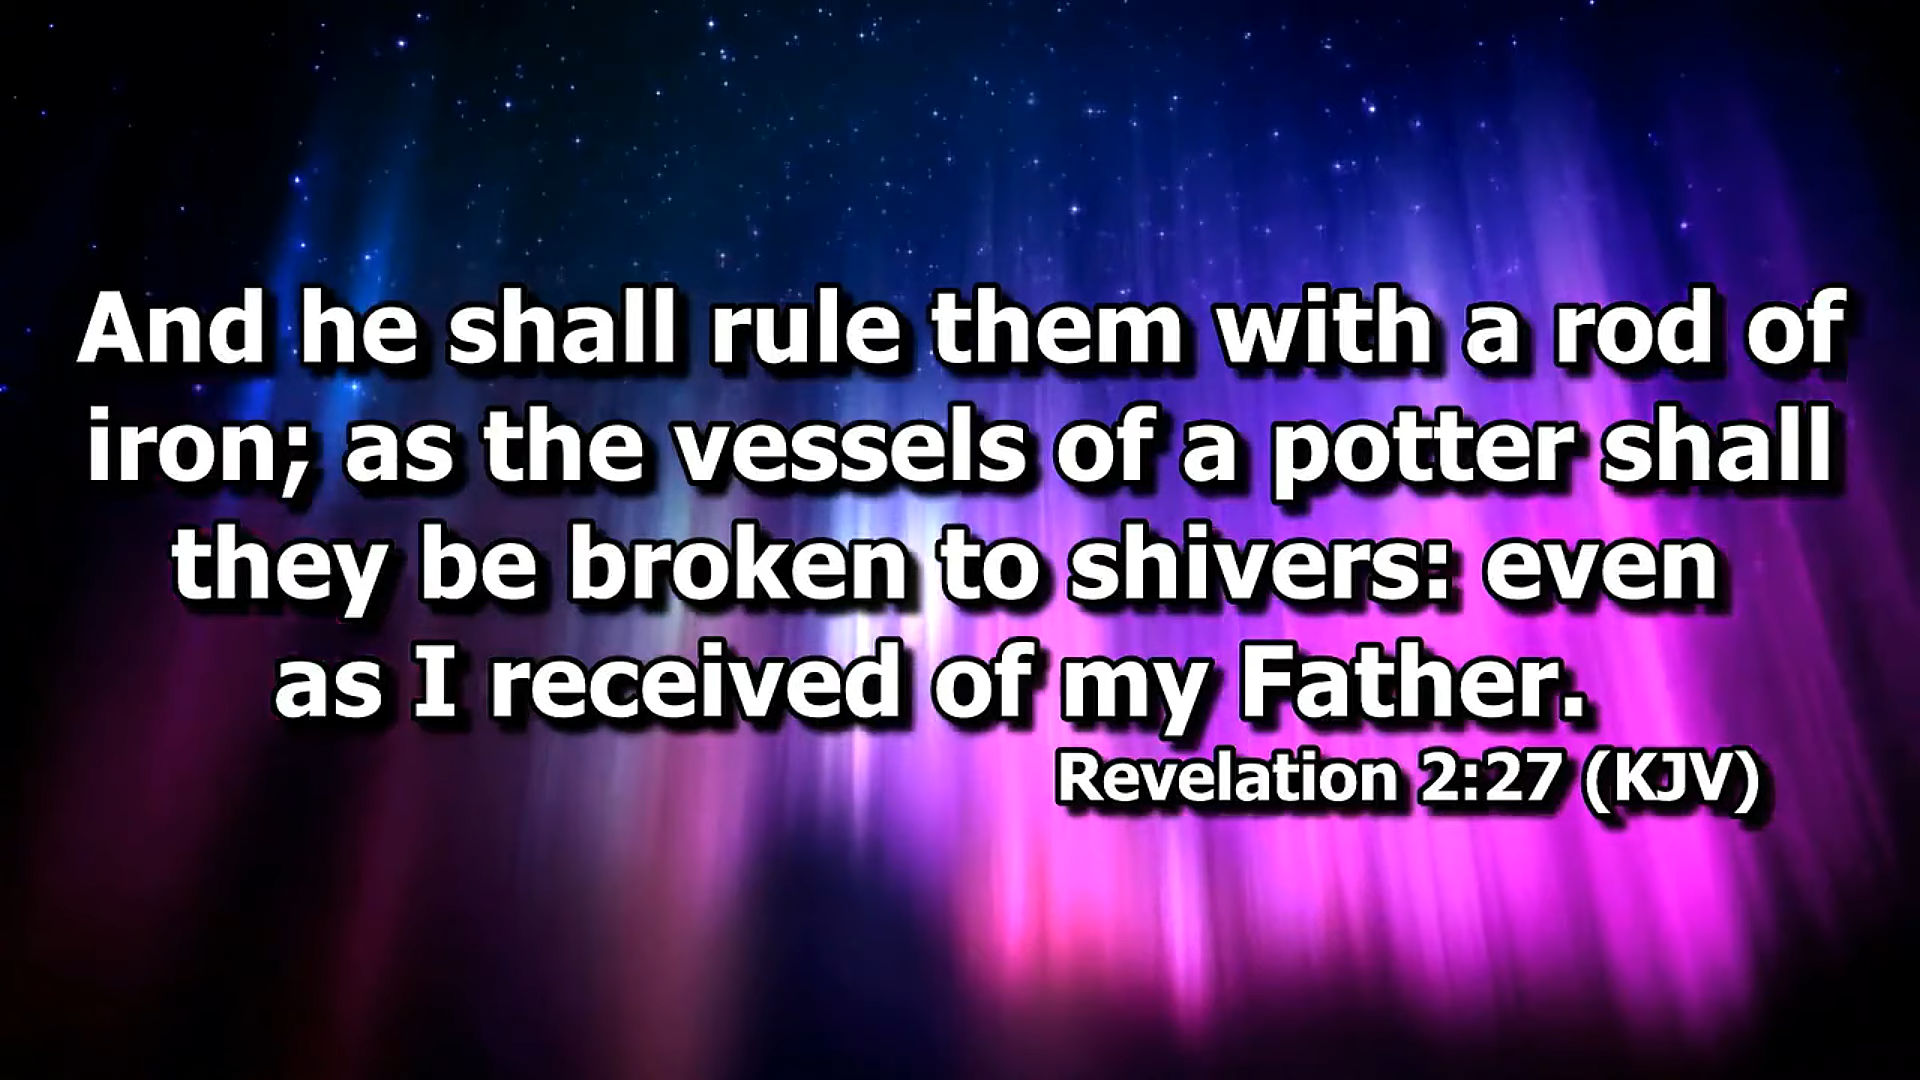 And he shall rule them with a rod of
iron; as the vessels of a potter shall
they be broken to shivers: even
as I received of my Father.
Revelation 2:27 (KJV)